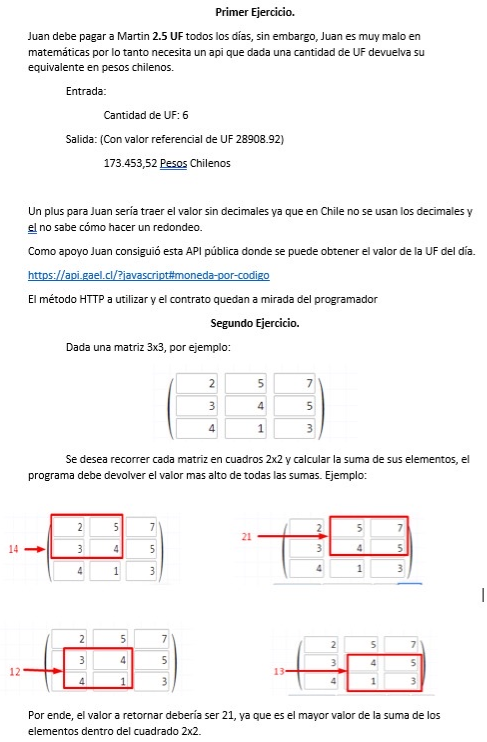 Primer Ejercicio.
Juan debe pagar a Martin 2.5 UF todos los días, sin embargo, Juan es muy malo en
matemáticas por lo tanto necesita un api que dada una cantidad de UF devuelva su
equivalente en pesos chilenos.
Entrada:
Cantidad de UF: 6
Salida: (Con valor referencial de UF 28908.92)
173.453,52 Pesos Chilenos
Un plus para Juan sería traer el valor sin decimales ya que en Chile no se usan los decimales y
el no sabe cómo hacer un redondeo.
Como apoyo Juan consiguió esta API pública donde se puede obtener el valor de la UF del día.
https://api.gael.cl/?javascript#moneda-por-codigo
El método HTTP a utilizar y el contrato quedan a mirada del programador
Segundo Ejercicio.
Dada una matriz 3x3, por ejemplo:
2 5 7
3 4 5
4 1 3
Se desea recorrer cada matriz en cuadros 2x2 y calcular la suma de sus elementos, el
programa debe devolver el valor mas alto de todas las sumas. Ejemplo:
14
2 5 7
3 4 5
4 1 3
21
2 5 7
3 4 5
4 1 3
12
2 5 7
3 4 5
4 1 3
13
2 5 7
3 4 5
4 1 3
Por ende, el valor a retornar debería ser 21, ya que es el mayor valor de la suma de los
elementos dentro del cuadrado 2x2.